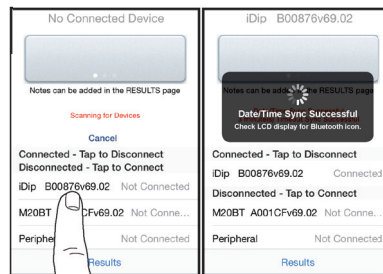 No Connected Device
Notes can be added in the RESULTS page
Scanning for Devices
Cancel
Connected - Tap to Disconnect
Disconnected - Tap to Connect
iDip B00876v69.02 Not Connected
M20BT CFv69.02 Not Conne...
Peripher Not Connected
Results
iDip B00876v69.02
Notes can be added in the RESULTS page
Date/Time Sync Successful
Check LCD display for Bluetooth icon.
Connected - Tap to Disconnect
iDip B00876v69.02 Connected
Disconnected - Tap to Connect
M20BT A001CFv69.02 Not Conne...
Peripheral Not Connected
Results